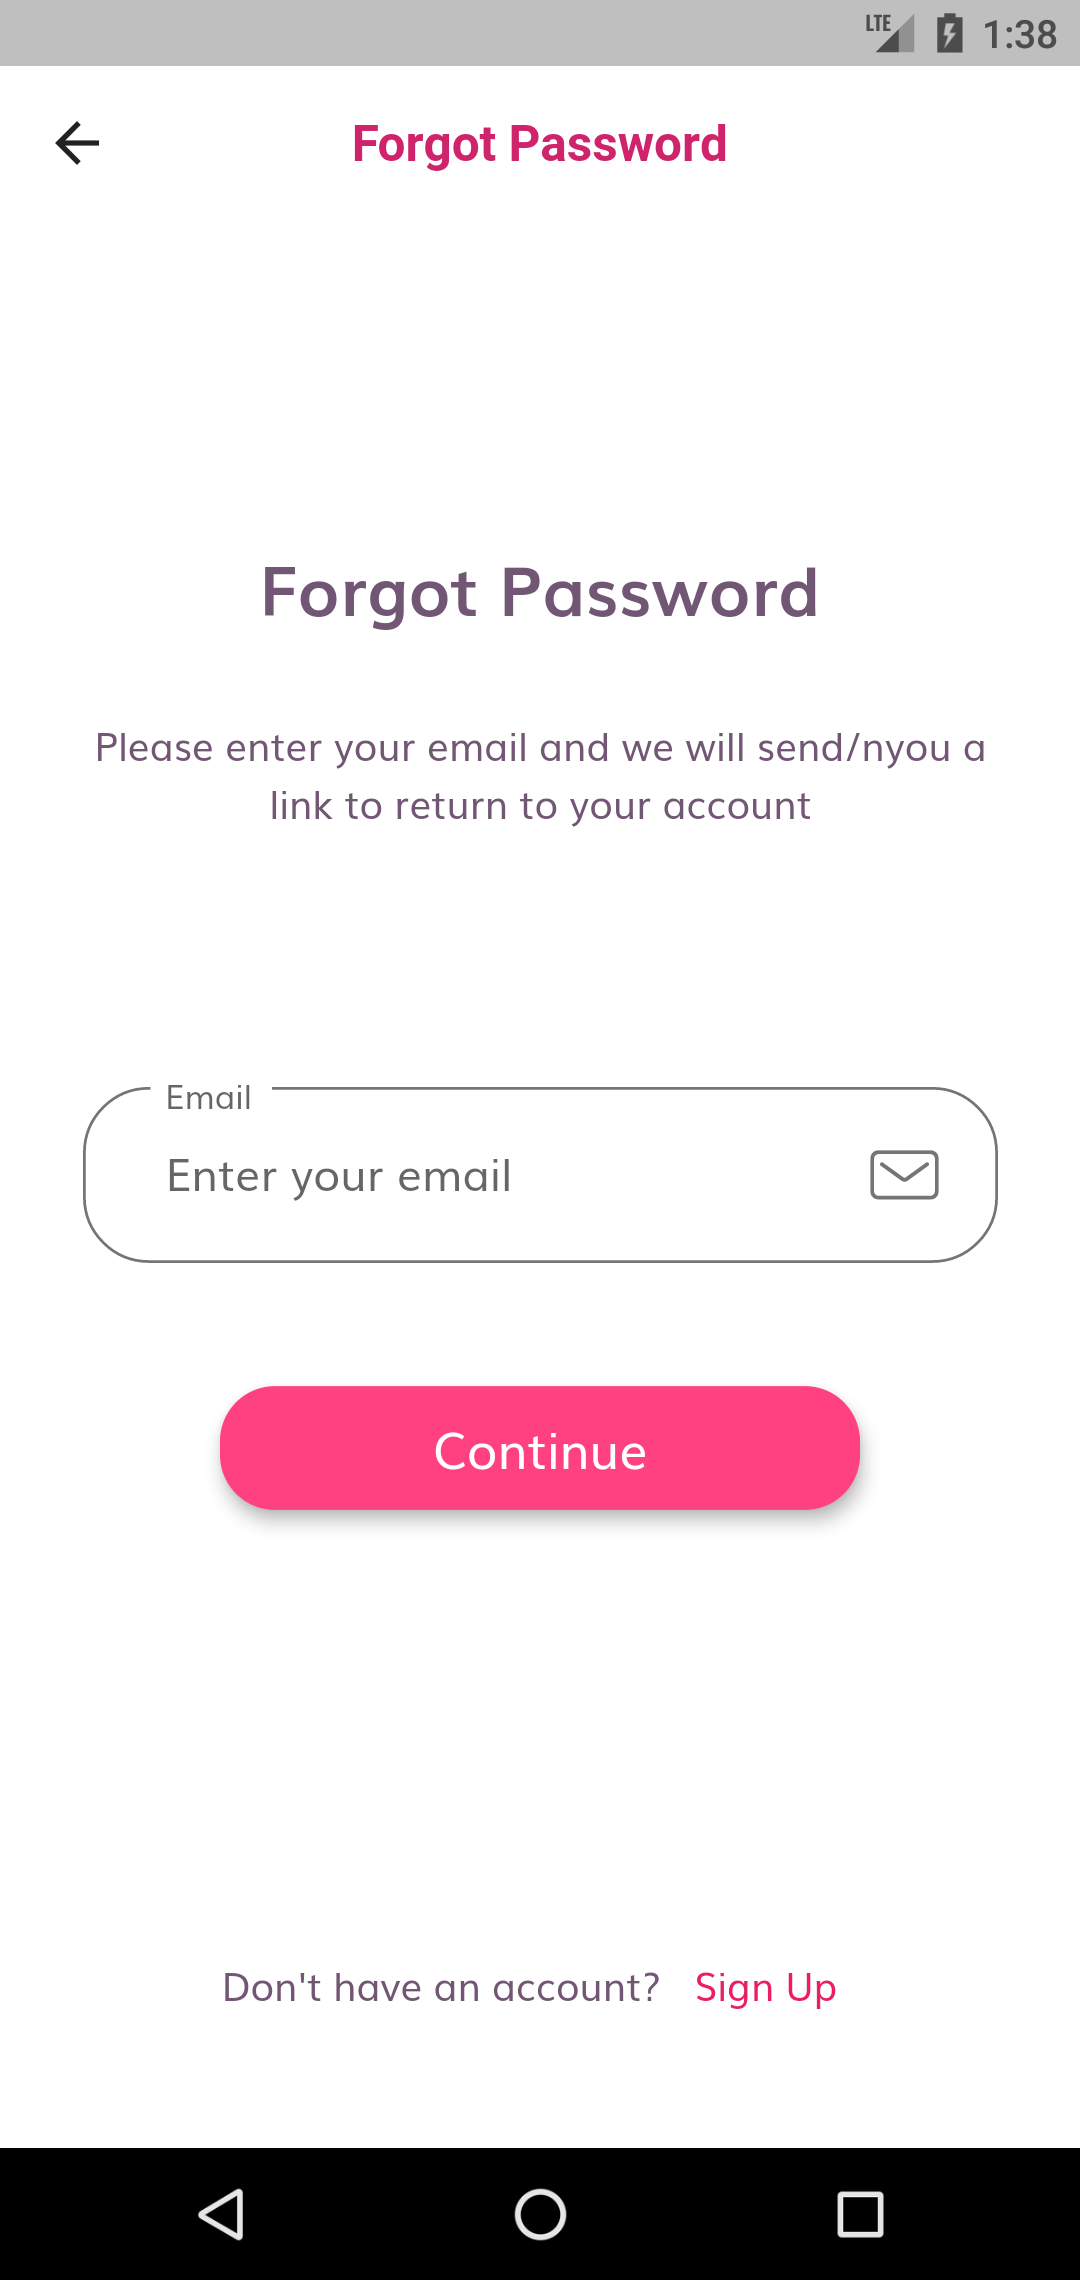 LTE 1:38
Forgot Password
Forgot Password
Please enter your email and we will send/nyou a
link to return to your account
Email
Enter your email
Continue
Don't have an account? Sign Up